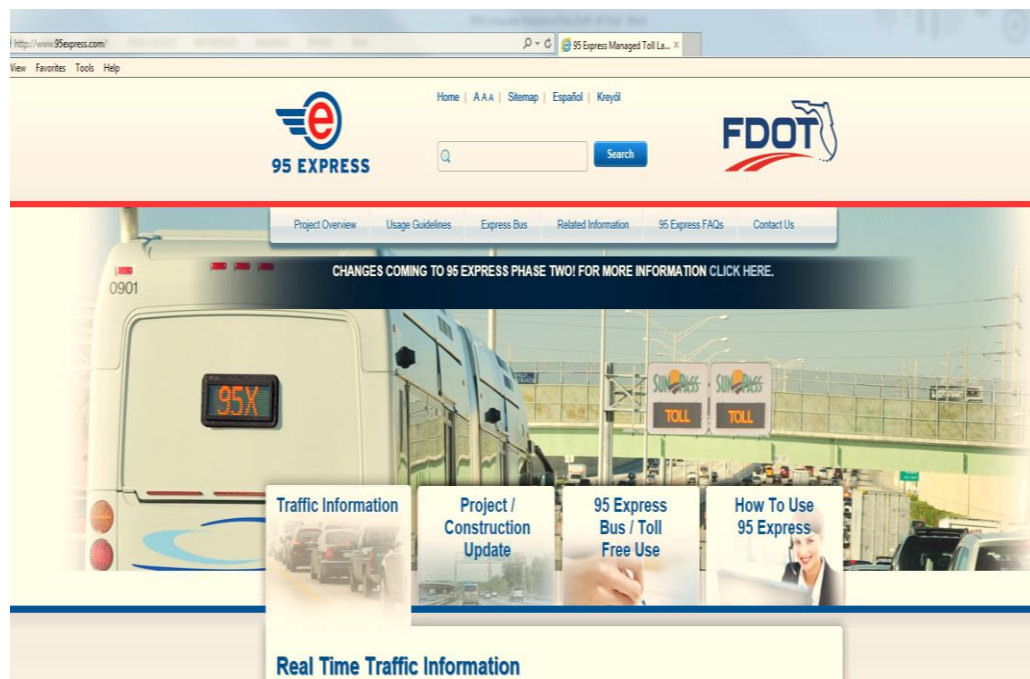 http://www.95express.com/
95 Express Managed Toll La...
View Favorites Tools Help
Home | A A A | Sitemap | Español | Kreyól
e
95 EXPRESS
Search
FDOT
Project Overview Usage Guidelines Express Bus Related Information 95 Express FAQs Contact Us
CHANGES COMING TO 95 EXPRESS PHASE TWO! FOR MORE INFORMATION CLICK HERE.
0901
95X
SUNPASS SUNPASS
TOLL TOLL
Traffic Information
Project /
Construction
Update
95 Express
Bus / Toll
Free Use
How To Use
95 Express
Real Time Traffic Information